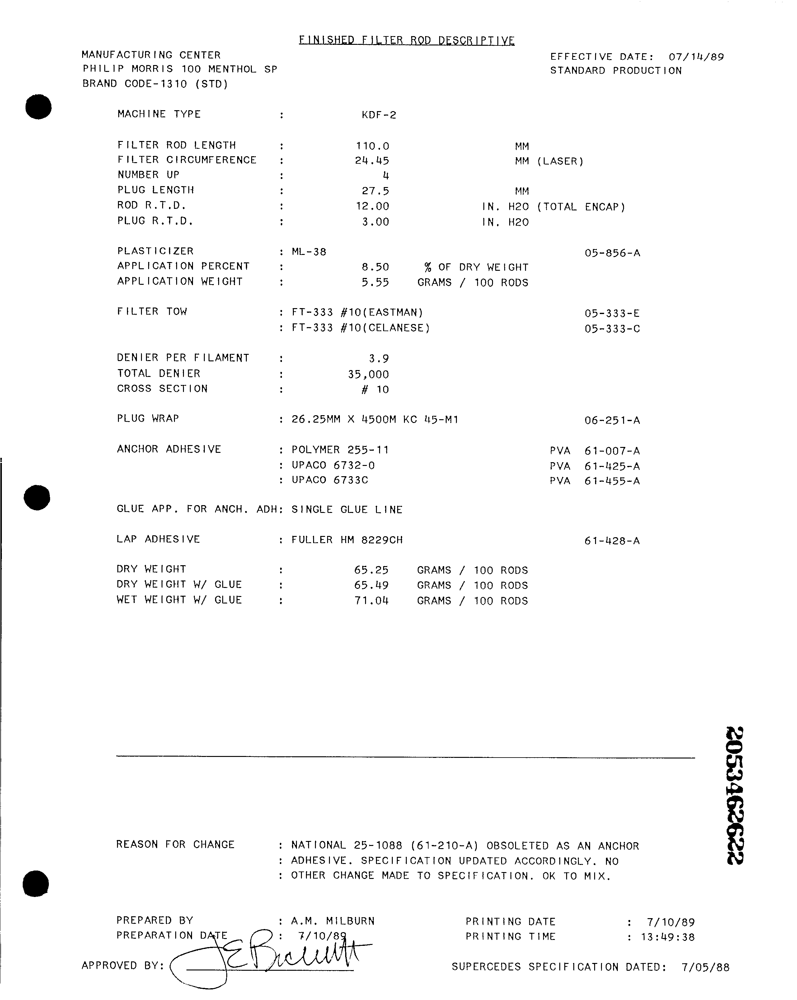 FINISHED FILTER ROD DESCRIPTIVE
MANUFACTURING CENTER EFFECTIVE DATE: 07/14/89
PHILIP MORRIS 100 MENTHOL SP STANDARD PRODUCTION
BRAND CODE-1310 (STD)
MACHINE TYPE : KDF-2
FILTER ROD LENGTH : 110.0 MM
FILTER CIRCUMFERENCE : 24.45 MM (LASER)
NUMBER UP : 4
PLUG LENGTH : 27.5 MM
ROD R.T.D. : 12.00 IN. H2O (TOTAL ENCAP)
PLUG R.T.D. : 3.00 IN. H2O
PLASTICIZER : ML-38 05-856-A
APPLICATION PERCENT : 8.50 % OF DRY WEIGHT
APPLICATION WEIGHT : 5.55 GRAMS / 100 RODS
FILTER TOW : FT-333 #10(EASTMAN) 05-333-E
: FT-333 #10(CELANESE) 05-333-C
DENIER PER FILAMENT : 3.9
TOTAL DENIER : 35,000
CROSS SECTION : # 10
PLUG WRAP : 26.25MM X 4500M KC 45-M1 06-251-A
ANCHOR ADHESIVE : POLYMER 255-11 PVA 61-007-A
: UPACO 6732-0 PVA 61-425-A
: UPACO 6733C PVA 61-455-A
GLUE APP. FOR ANCH. ADH: SINGLE GLUE LINE
LAP ADHESIVE : FULLER HM 8229CH 61-428-A
DRY WEIGHT : 65.25 GRAMS / 100 RODS
DRY WEIGHT W/ GLUE : 65.49 GRAMS / 100 RODS
WET WEIGHT W/ GLUE : 71.04 GRAMS / 100 RODS
2053462622
REASON FOR CHANGE : NATIONAL 25-1088 (61-210-A) OBSOLETED AS AN ANCHOR
: ADHESIVE. SPECIFICATION UPDATED ACCORDINGLY. NO
: OTHER CHANGE MADE TO SPECIFICATION. OK TO MIX.
PREPARED BY : A.M. MILBURN PRINTING DATE : 7/10/89
PREPARATION DATE : 7/10/89 PRINTING TIME : 13:49:38
APPROVED BY: SUPERCEDES SPECIFICATION DATED: 7/05/88